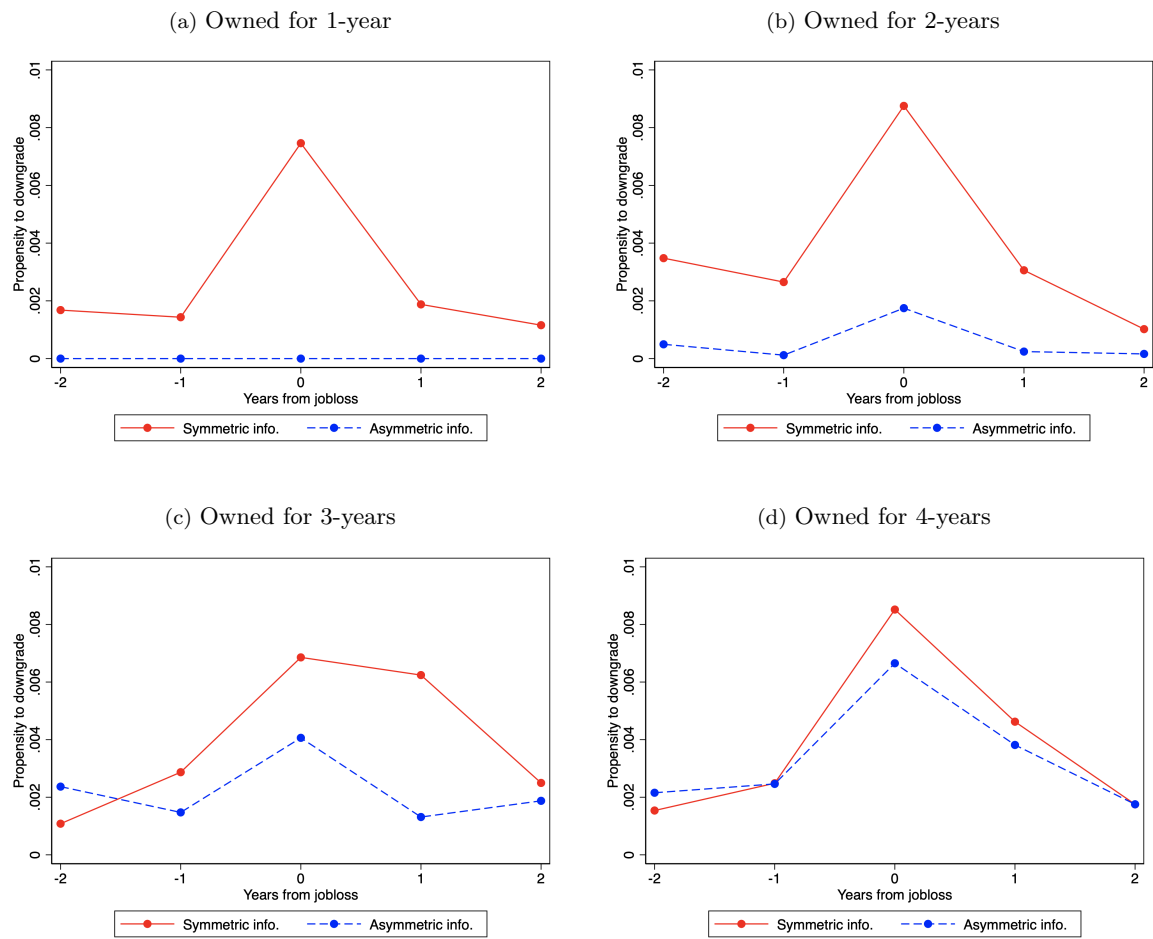 (a) Owned for 1-year
Propensity to downgrade
.01
.008
.006
.004
.002
0
-2 -1 0 1 2
Years from jobloss
Symmetric info. Asymmetric info.
(b) Owned for 2-years
Propensity to downgrade
.01
.008
.006
.004
.002
0
-2 -1 0 1 2
Years from jobloss
Symmetric info. Asymmetric info.
(c) Owned for 3-years
Propensity to downgrade
.01
.008
.006
.004
.002
0
-2 -1 0 1 2
Years from jobloss
Symmetric info. Asymmetric info.
(d) Owned for 4-years
Propensity to downgrade
.01
.008
.006
.004
.002
0
-2 -1 0 1 2
Years from jobloss
Symmetric info. Asymmetric info.